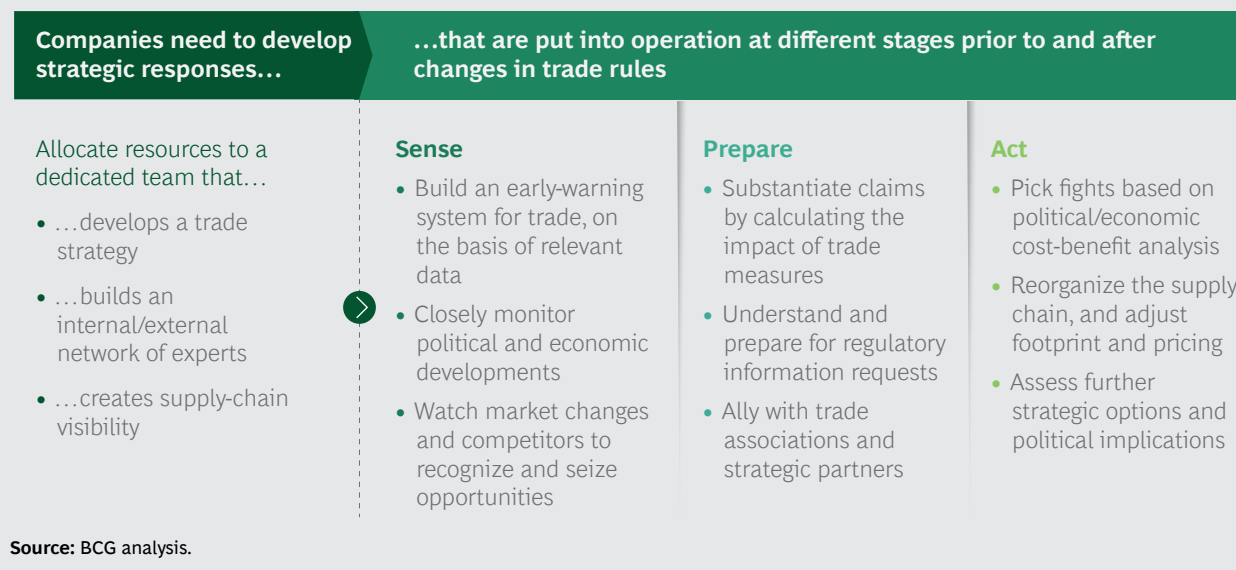 Companies need to develop
strategic responses…
…that are put into operation at different stages prior to and after
changes in trade rules
Allocate resources to a
dedicated team that…
• …develops a trade
strategy
• …builds an
internal/external
network of experts
• …creates supply-chain
visibility
Sense
• Build an early-warning
system for trade, on
the basis of relevant
data
• Closely monitor
political and economic
developments
• Watch market changes
and competitors to
recognize and seize
opportunities
Prepare
• Substantiate claims
by calculating the
impact of trade
measures
• Understand and
prepare for regulatory
information requests
• Ally with trade
associations and
strategic partners
Act
• Pick fights based on
political/economic
cost-benefit analysis
• Reorganize the supply
chain, and adjust
footprint and pricing
• Assess further
strategic options and
political implications
Source: BCG analysis.